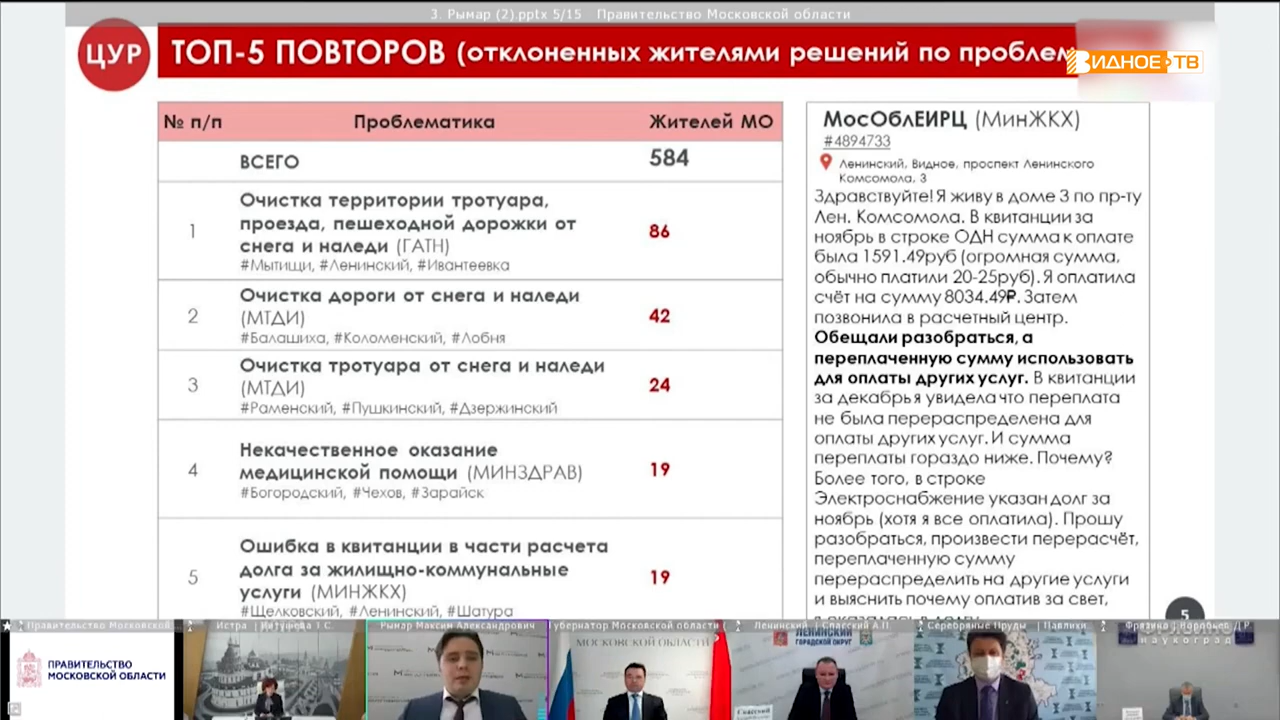 3. Рымар (2).pptx 5/15 Правительство Московской области
ЦУР
ТОП-5 ПОВТОРОВ (отклоненных жителями решений по проблем
ВИДНОЕ ТВ
№ п/п Проблематика Жителей МО
ВСЕГО 584
1
Очистка территории тротуара,
проезда, пешеходной дорожки от
снега и наледи (ГАТН)
#Мытищи, #Ленинский, #Ивантеевка
86
2
Очистка дороги от снега и наледи
(МТДИ)
#Балашиха, #Коломенский, #Лобня
42
3
Очистка тротуара от снега и наледи
(МТДИ)
#Раменский, #Пушкинский, #Дзержинский
24
4
Некачественное оказание
медицинской помощи (МИНЗДРАВ)
#Богородский, #Чехов, #Зарайск
19
5
Ошибка в квитанции в части расчета
долга за жилищно-коммунальные
услуги (МИНЖКХ)
#Щелковский, #Ленинский, #Шатура
19
МосОблЕИРЦ (МинЖКХ)
#4894733
Ленинский, Видное, проспект Ленинского
Комсомола, 3
Здравствуйте! Я живу в доме 3 по пр-ту
Лен. Комсомола. В квитанции за
ноябрь в строке ОДН сумма к оплате
была 1591.49руб (огромная сумма,
обычно платили 20-25руб). Я оплатила
счёт на сумму 8034.49₽. Затем
позвонила в расчетный центр.
Обещали разобраться, а
переплаченную сумму использовать
для оплаты других услуг. В квитанции
за декабрь я увидела что переплата
не была перераспределена для
оплаты других услуг. И сумма
переплаты гораздо ниже. Почему?
Более того, в строке
Электроснабжение указан долг за
ноябрь (хотя я все оплатила). Прошу
разобраться, произвести перерасчёт,
переплаченную сумму
перераспределить на другие услуги
и выяснить почему оплатив за свет,
5
Правительство Московской...
ПРАВИТЕЛЬСТВО
МОСКОВСКОЙ ОБЛАСТИ
Истра
Рымар Максим Александрович
Губернатор Московской области
МОСКОВСКОЙ ОБЛАСТИ
Ленинский | Спасский А.П.
ЛЕНИНСКИЙ
ГОРОДСКОЙ ОКРУГ
Серебряные Пруды | Павлихи
Фрязино
наукоград